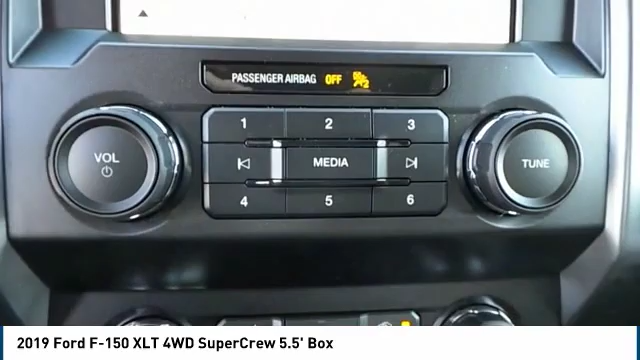 PASSENGER AIRBAG OFF
1 2 3
VOL
MEDIA
TUNE
4 5 6
2019 Ford F-150 XLT 4WD SuperCrew 5.5' Box